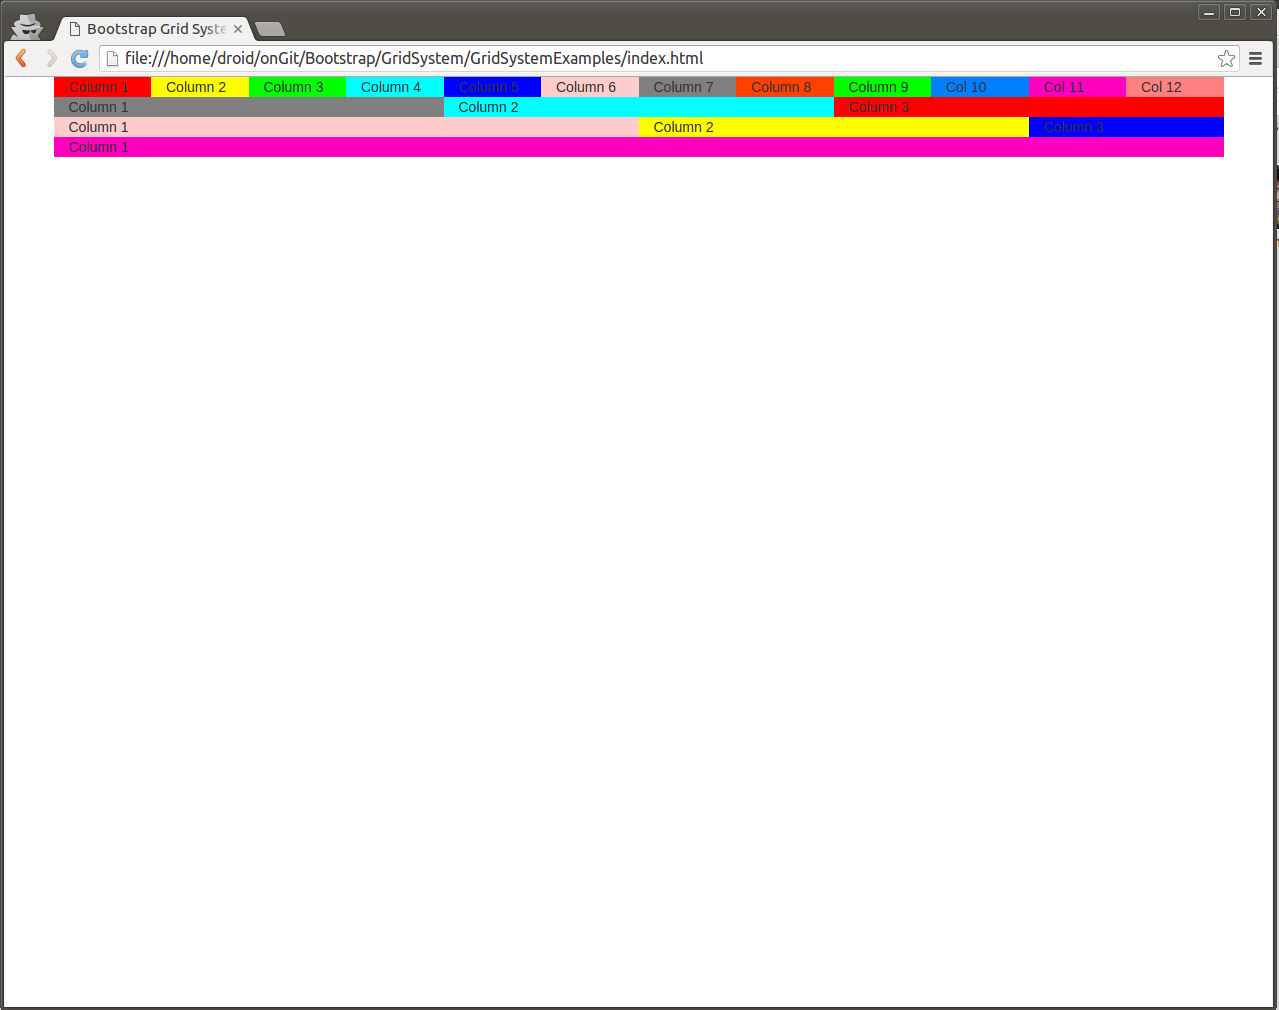 Bootstrap Grid Syste
file:///home/droid/onGit/Bootstrap/GridSystem/GridSystemExamples/index.html
Column 1 Column 2 Column 3 Column 4 Column 5 Column 6 Column 7 Column 8 Column 9 Col 10 Col 11 Col 12
Column 1 Column 2 Column 3
Column 1 Column 2 Column 3
Column 1